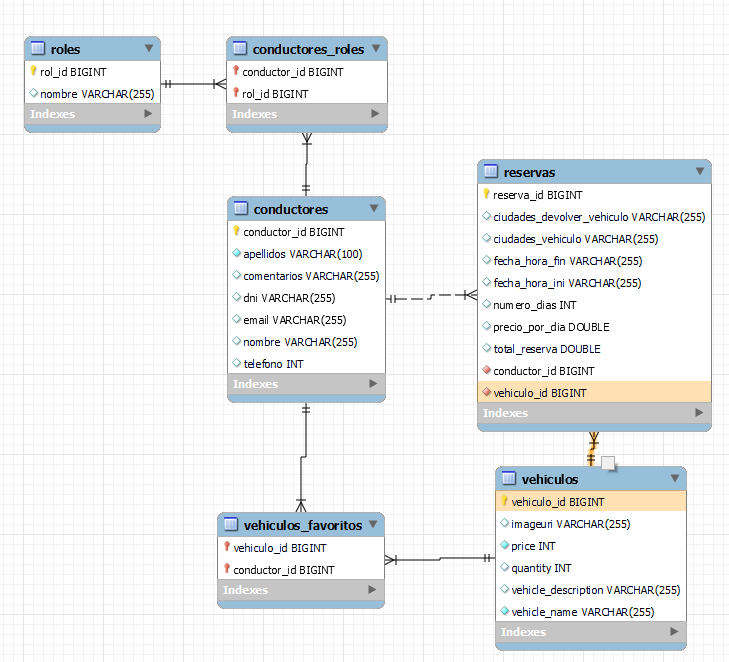 roles
rol_id BIGINT
nombre VARCHAR(255)
Indexes
conductores_roles
conductor_id BIGINT
rol_id BIGINT
Indexes
conductores
conductor_id BIGINT
apellidos VARCHAR(100)
comentarios VARCHAR(255)
dni VARCHAR(255)
email VARCHAR(255)
nombre VARCHAR(255)
telefono INT
Indexes
reservas
reserva_id BIGINT
ciudades_devolver_vehiculo VARCHAR(255)
ciudades_vehiculo VARCHAR(255)
fecha_hora_fin VARCHAR(255)
fecha_hora_ini VARCHAR(255)
numero_dias INT
precio_por_dia DOUBLE
total_reserva DOUBLE
conductor_id BIGINT
vehiculo_id BIGINT
Indexes
vehiculos_favoritos
vehiculo_id BIGINT
conductor_id BIGINT
Indexes
vehiculos
vehiculo_id BIGINT
imageuri VARCHAR(255)
price INT
quantity INT
vehicle_description VARCHAR(255)
vehicle_name VARCHAR(255)
Indexes